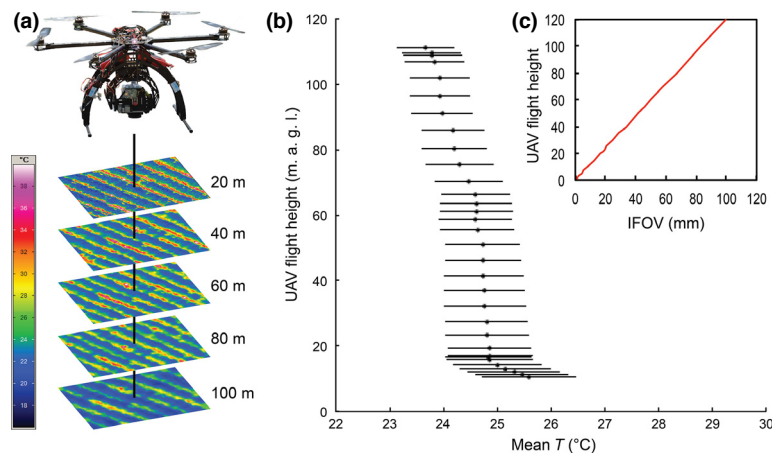 (a)
°C
38
36
34
32
30
28
26
24
22
20
18
20 m
40 m
60 m
80 m
100 m
(b)
UAV flight height (m. a. g. l.)
120
100
80
60
40
20
0
22 23 24 25 26 27 28 29 30
Mean T (°C)
(c)
UAV flight height
120
100
80
60
40
20
0
0 20 40 60 80 100 120
IFOV (mm)